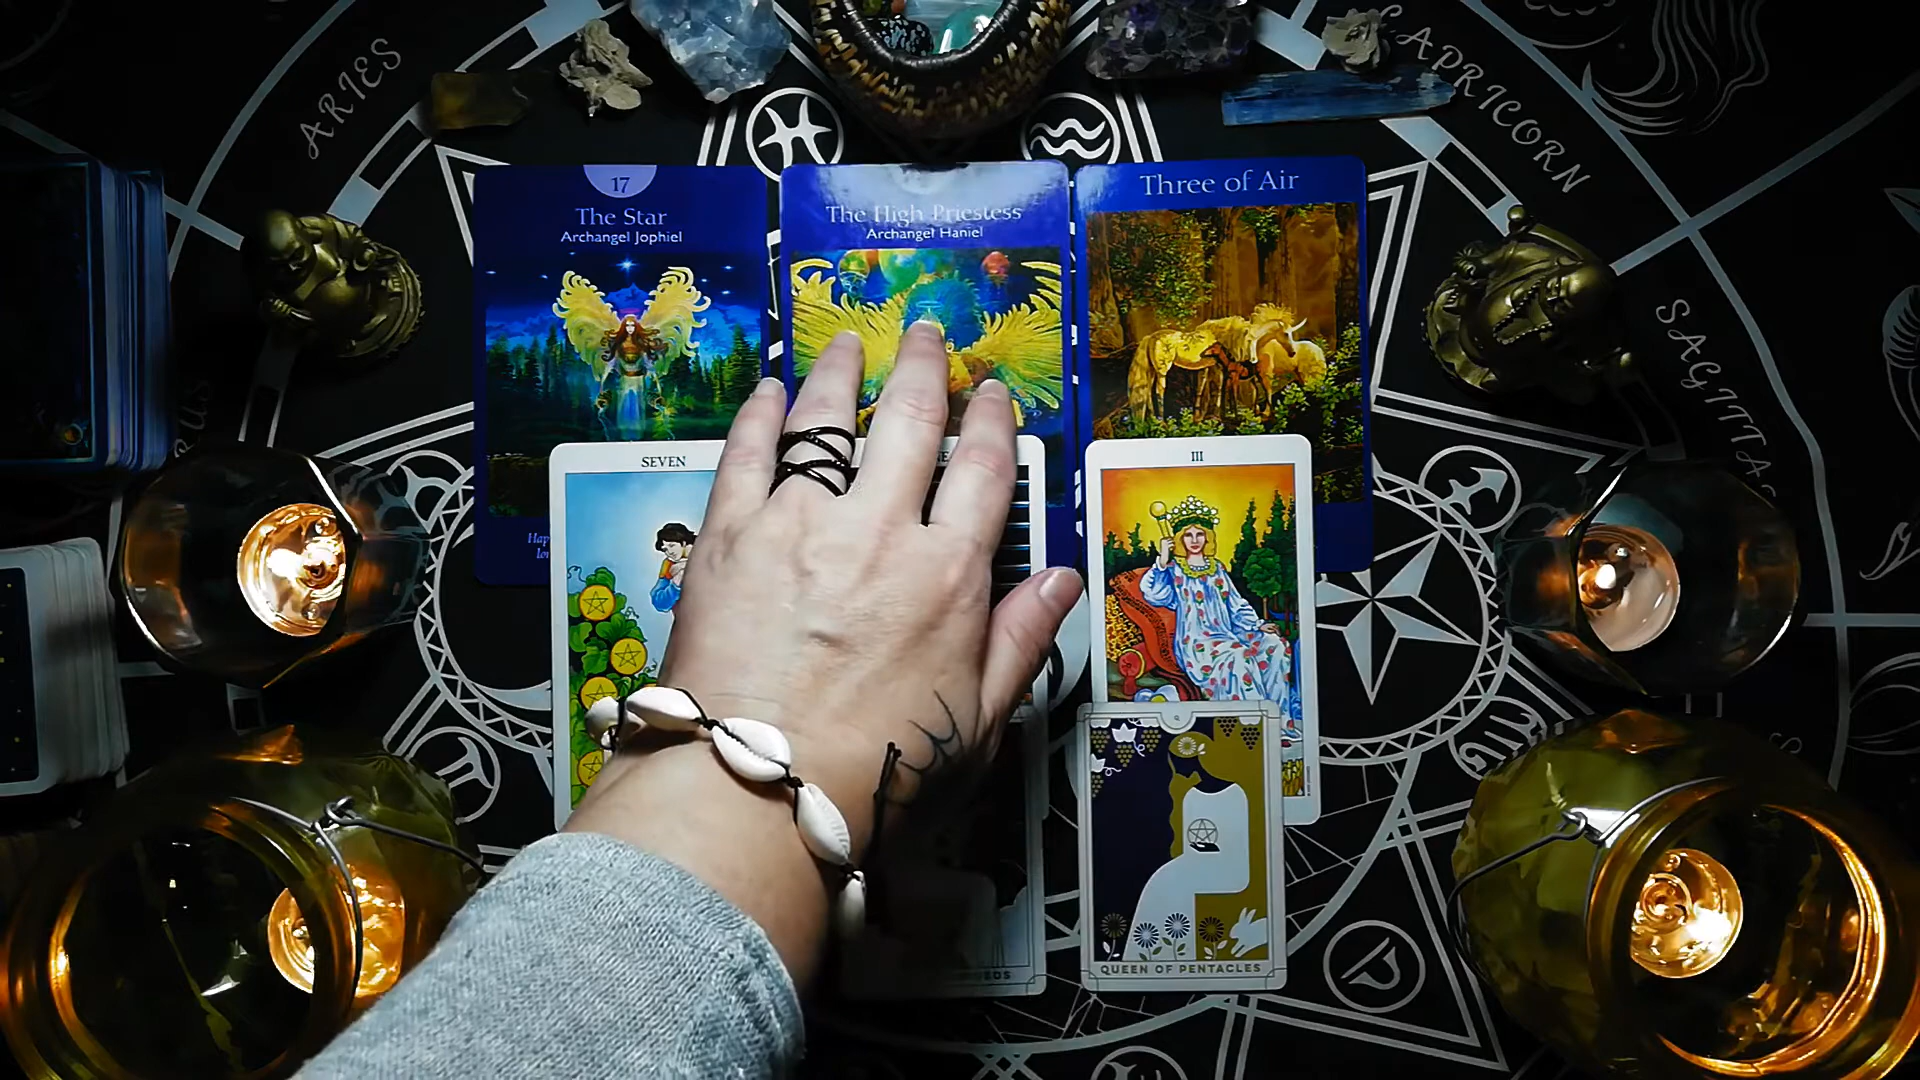 ARIES
CAPRICORN
17
The Star
Archangel Jophiel
The High Priestess
Archangel Haniel
Three of Air
SAGITTA
SEVEN
III
QUEEN OF PENTACLES